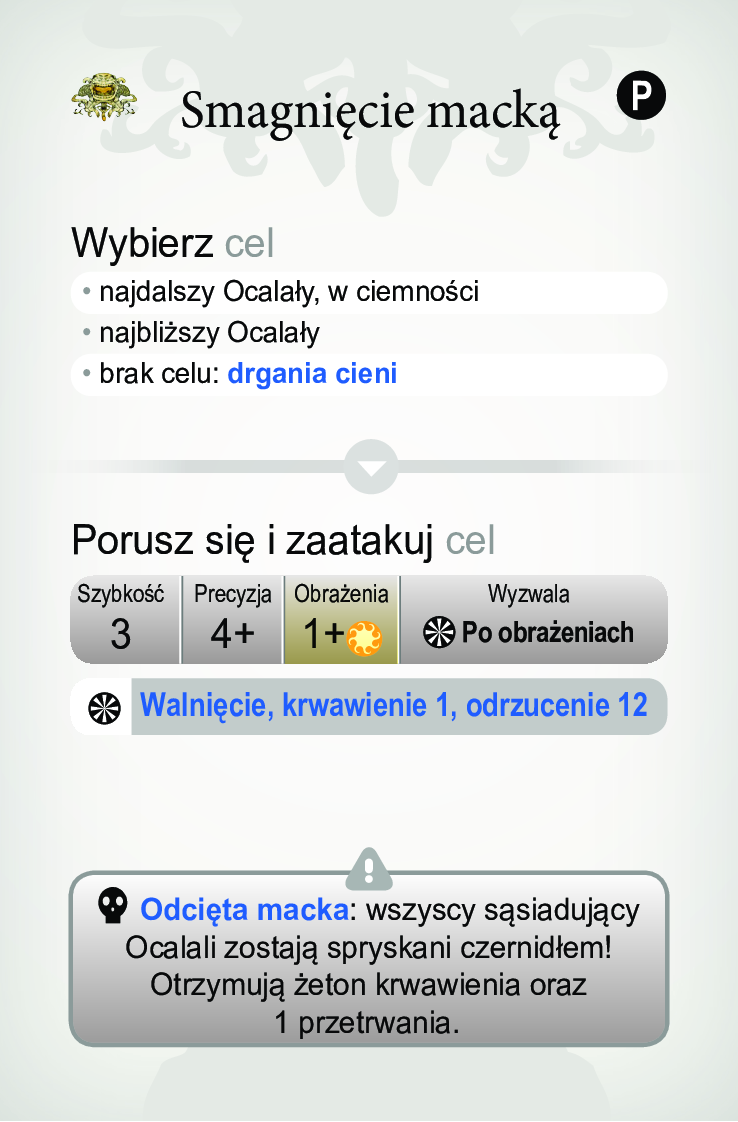 Smagnięcie macką
P
Wybierz cel
• najdalszy Ocalały, w ciemności
• najbliższy Ocalały
• brak celu: drgania cieni
Porusz się i zaatakuj cel
Szybkość Precyzja Obrażenia Wyzwala
3 4+ 1+ Po obrażeniach
Walnięcie, krwawienie 1, odrzucenie 12
!
Odcięta macka: wszyscy sąsiadujący
Ocalali zostają spryskani czernidłem!
Otrzymują żeton krwawienia oraz
1 przetrwania.